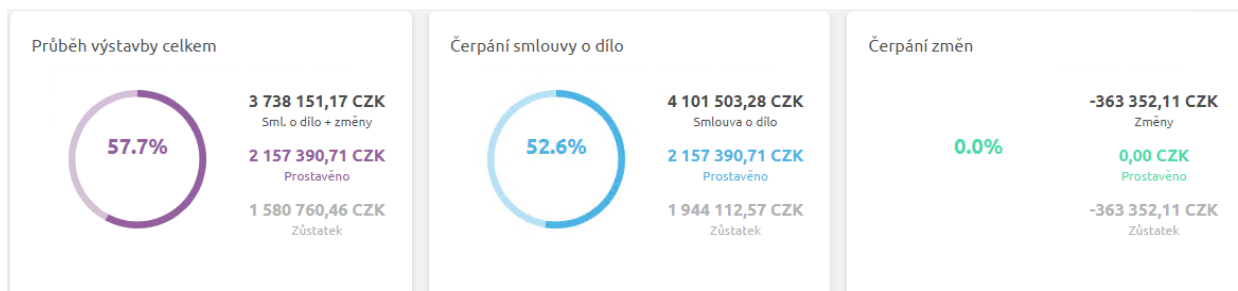 Průběh výstavby celkem
57.7%
3 738 151,17 CZK
Sml. o dílo + změny
2 157 390,71 CZK
Prostavěno
1 580 760,46 CZK
Zůstatek
Čerpání smlouvy o dílo
52.6%
4 101 503,28 CZK
Smlouva o dílo
2 157 390,71 CZK
Prostavěno
1 944 112,57 CZK
Zůstatek
Čerpání změn
0.0%
-363 352,11 CZK
Změny
0,00 CZK
Prostavěno
-363 352,11 CZK
Zůstatek